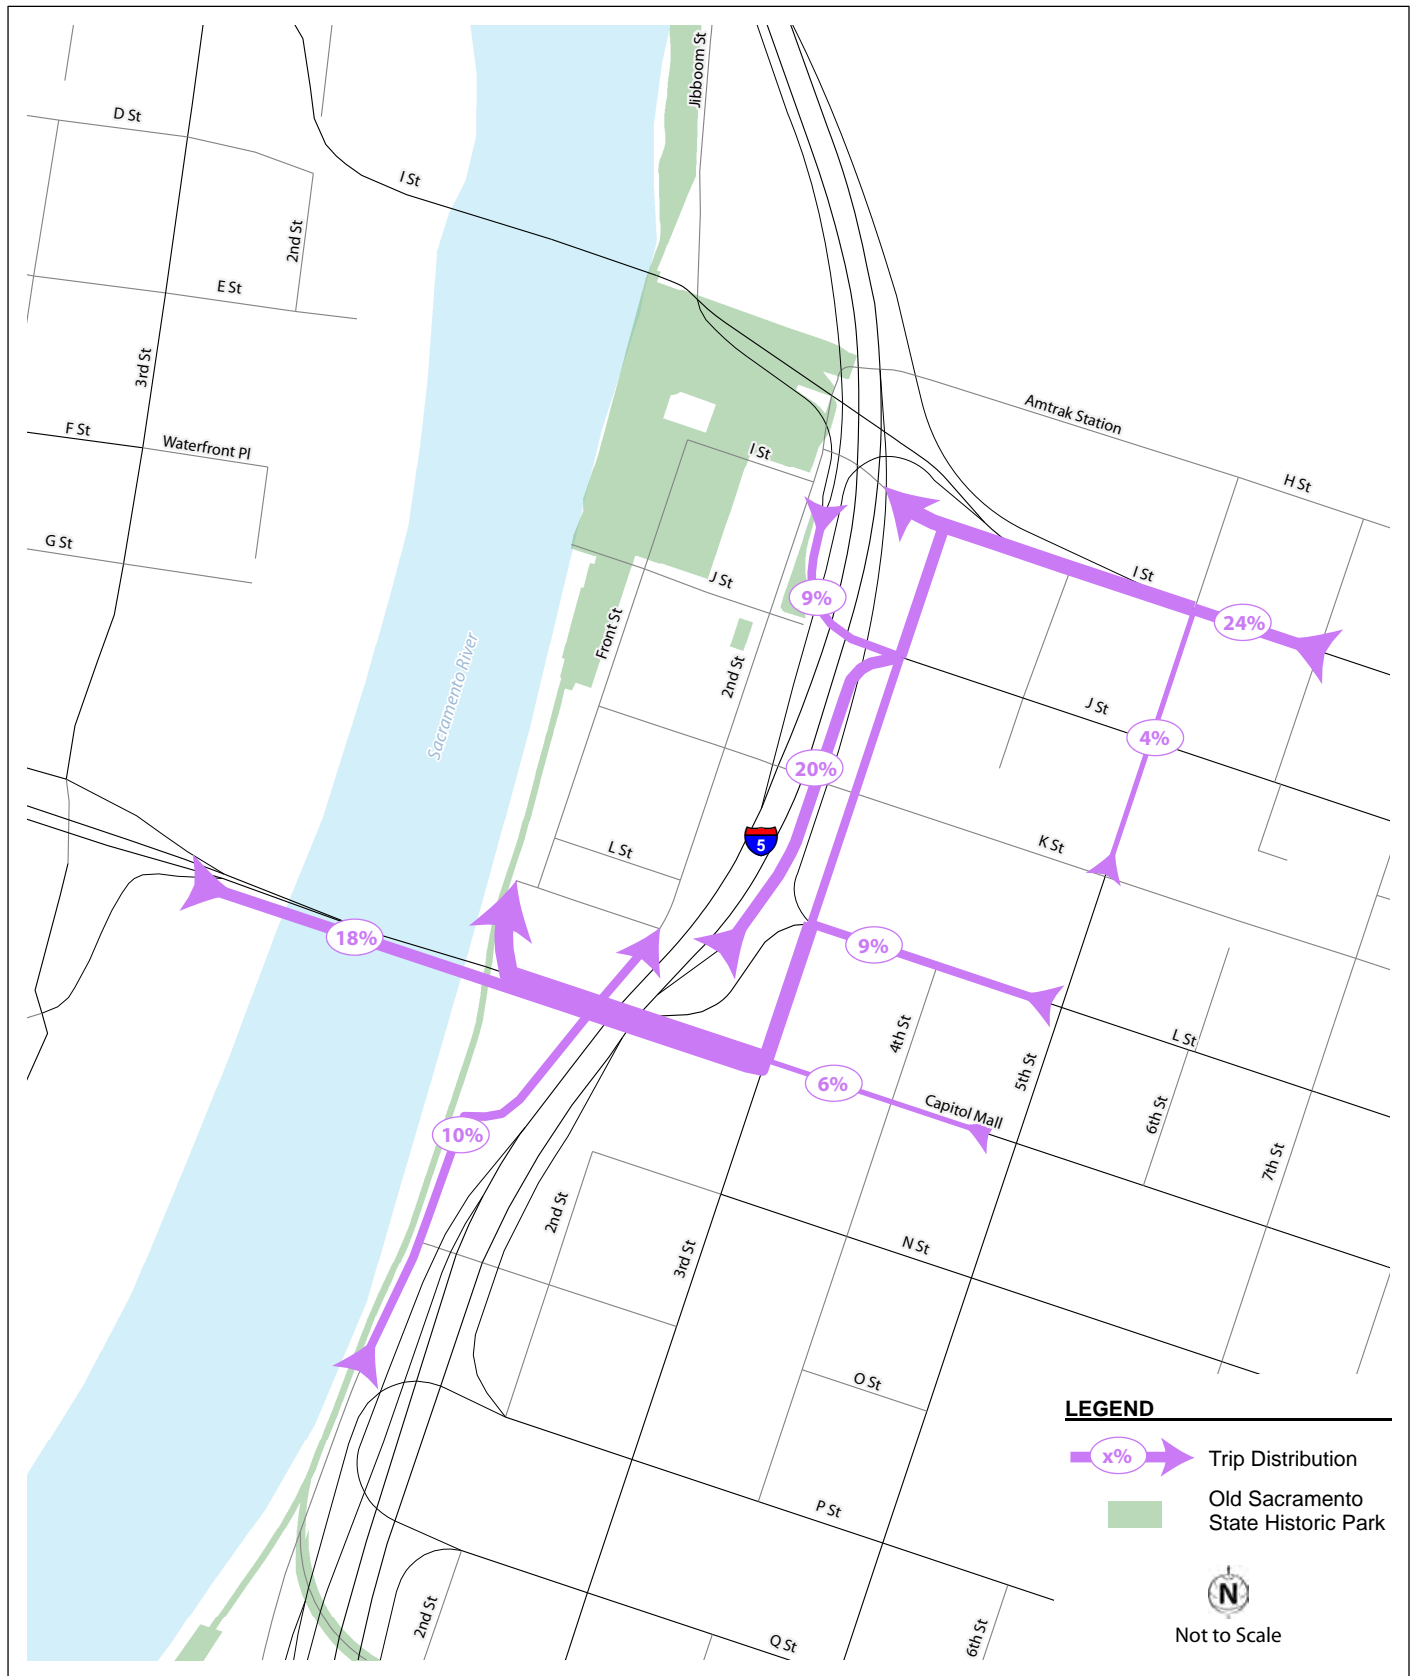 Jibboom St
D St
I St
2nd St
E St
3rd St
Amtrak Station
F St
Waterfront Pl
I St
H St
G St
J St
I St
9%
Front St
24%
Sacramento River
2nd St
J St
4%
20%
5
L St
K St
18%
9%
4th St
L St
5th St
6%
Capitol Mall
6th St
10%
7th St
2nd St
N St
3rd St
O St
LEGEND
x%
Trip Distribution
Old Sacramento
State Historic Park
P St
N
2nd St
Q St
6th St
Not to Scale